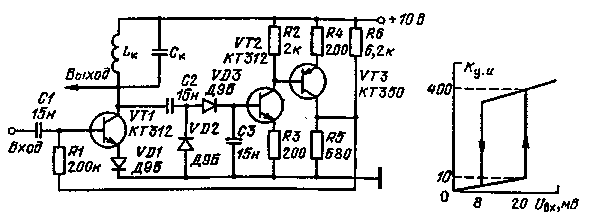 +10 В
R2
2к
R4
200
R6
6,2к
Lк
Cк
VT2
КТ312
Выход
C1
15н
VT1
КТ312
C2
15н
VD3
Д9Б
VT3
КТ350
Вход
R1
200к
VD1
Д9Б
VD2
Д9Б
C3
15н
R3
200
R5
680
Kу.и
400
10
0
8
20
Uвх, мВ